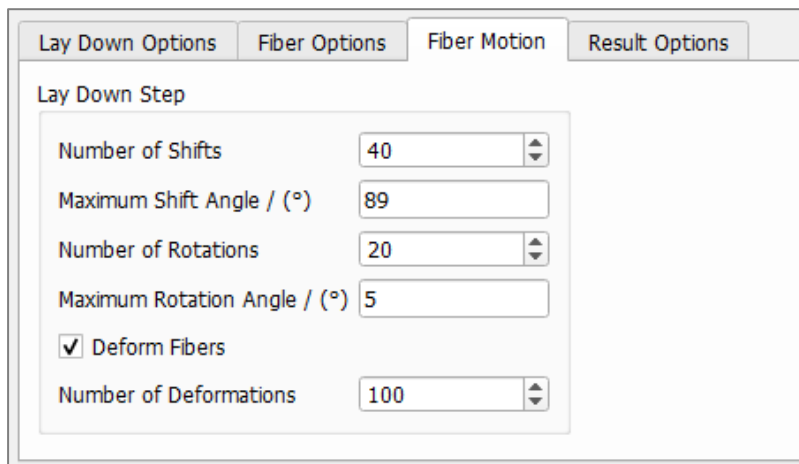 Lay Down Options Fiber Options Fiber Motion Result Options
Lay Down Step
Number of Shifts 40
Maximum Shift Angle / (°) 89
Number of Rotations 20
Maximum Rotation Angle / (°) 5
Deform Fibers
Number of Deformations 100